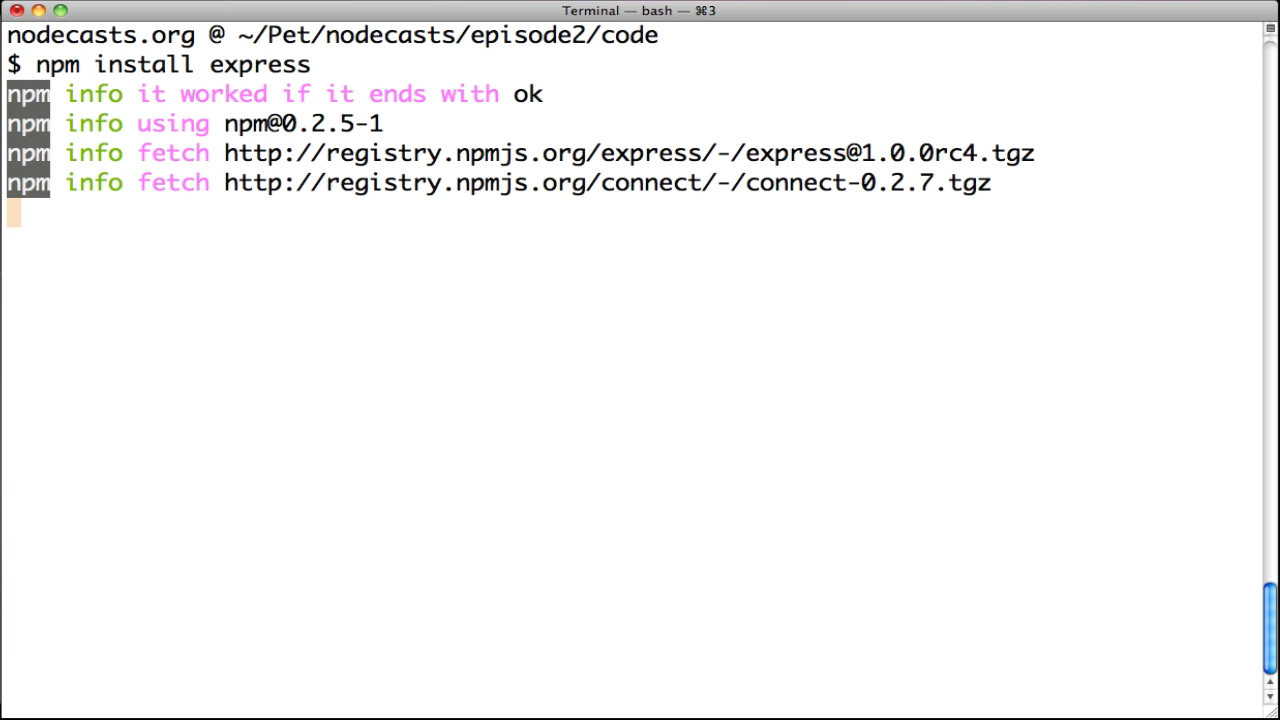 Terminal — bash — ⌘3
nodecasts.org @ ~/Pet/nodecasts/episode2/code
$ npm install express
npm info it worked if it ends with ok
npm info using npm@0.2.5-1
npm info fetch http://registry.npmjs.org/express/-/express@1.0.0rc4.tgz
npm info fetch http://registry.npmjs.org/connect/-/connect-0.2.7.tgz